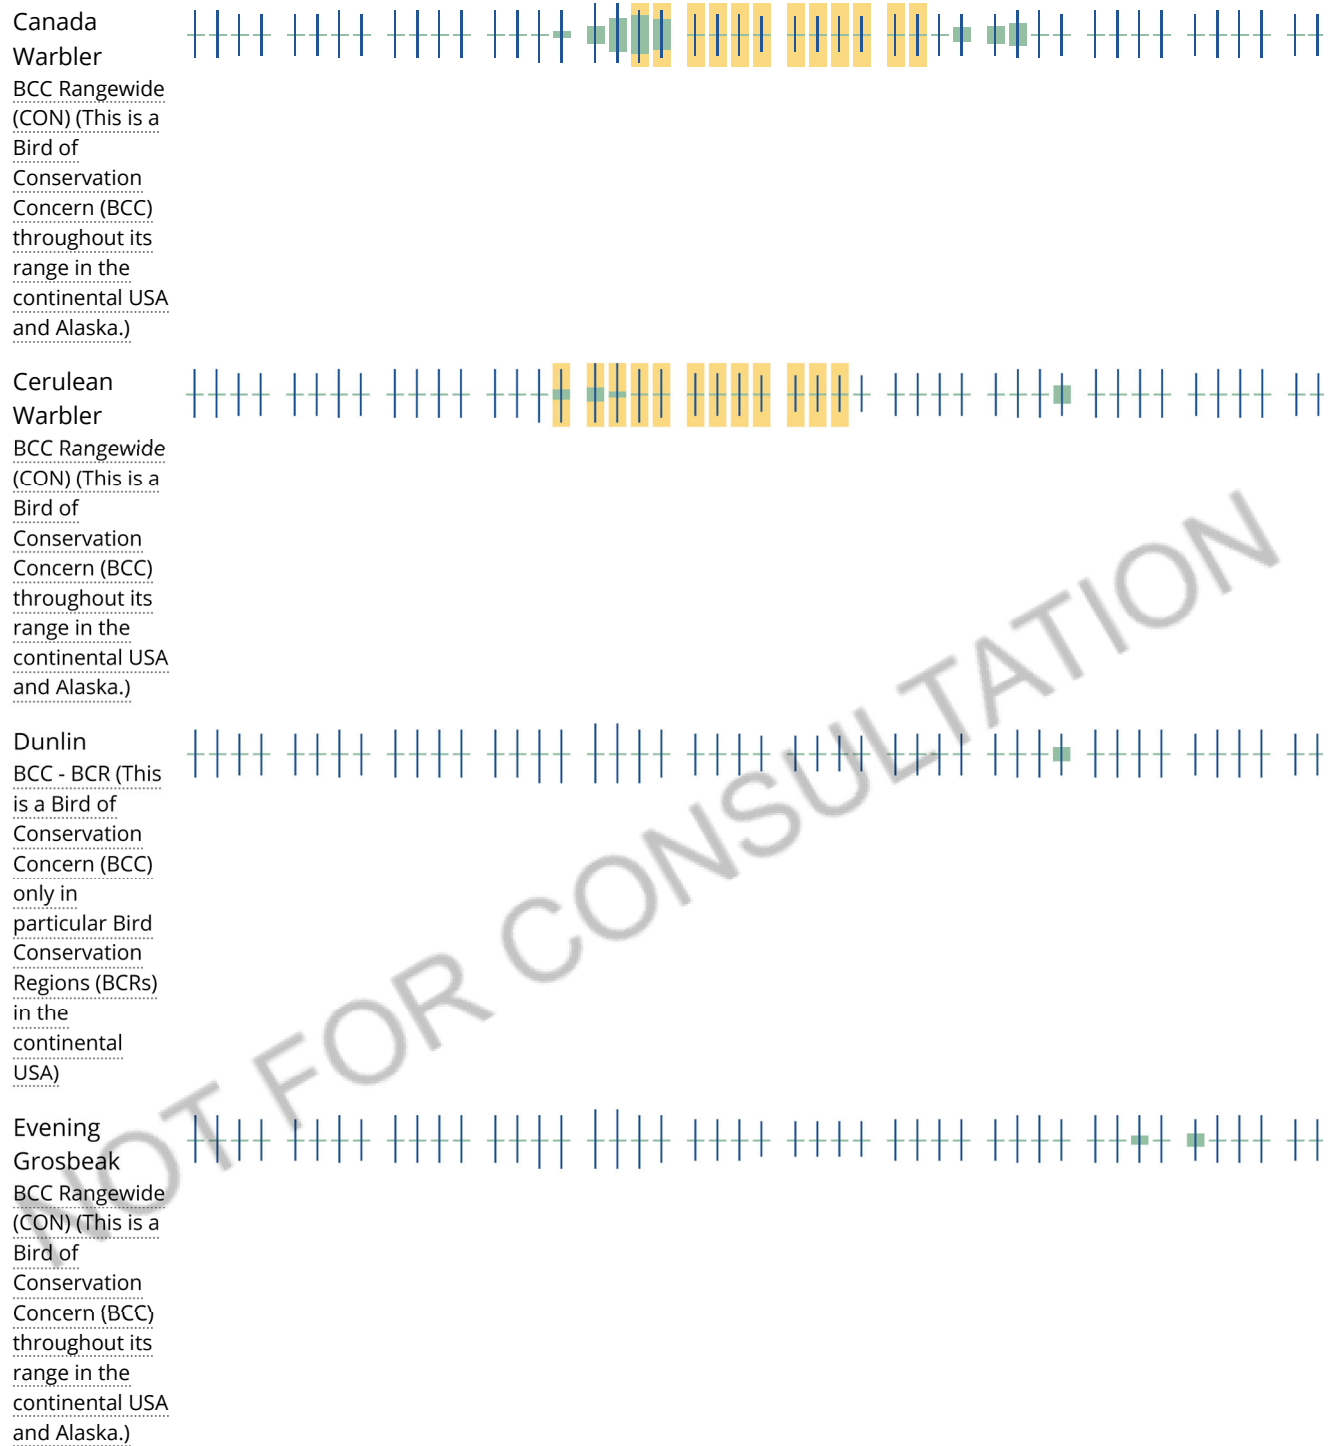 Canada
Warbler
BCC Rangewide
(CON) (This is a
Bird of
Conservation
Concern (BCC)
throughout its
range in the
continental USA
and Alaska.)
Cerulean
Warbler
BCC Rangewide
(CON) (This is a
Bird of
Conservation
Concern (BCC)
throughout its
range in the
continental USA
and Alaska.)
Dunlin
BCC - BCR (This
is a Bird of
Conservation
Concern (BCC)
only in
particular Bird
Conservation
Regions (BCRs)
in the
continental
USA)
Evening
Grosbeak
BCC Rangewide
(CON) (This is a
Bird of
Conservation
Concern (BCC)
throughout its
range in the
continental USA
and Alaska.)
NOT FOR CONSULTATION